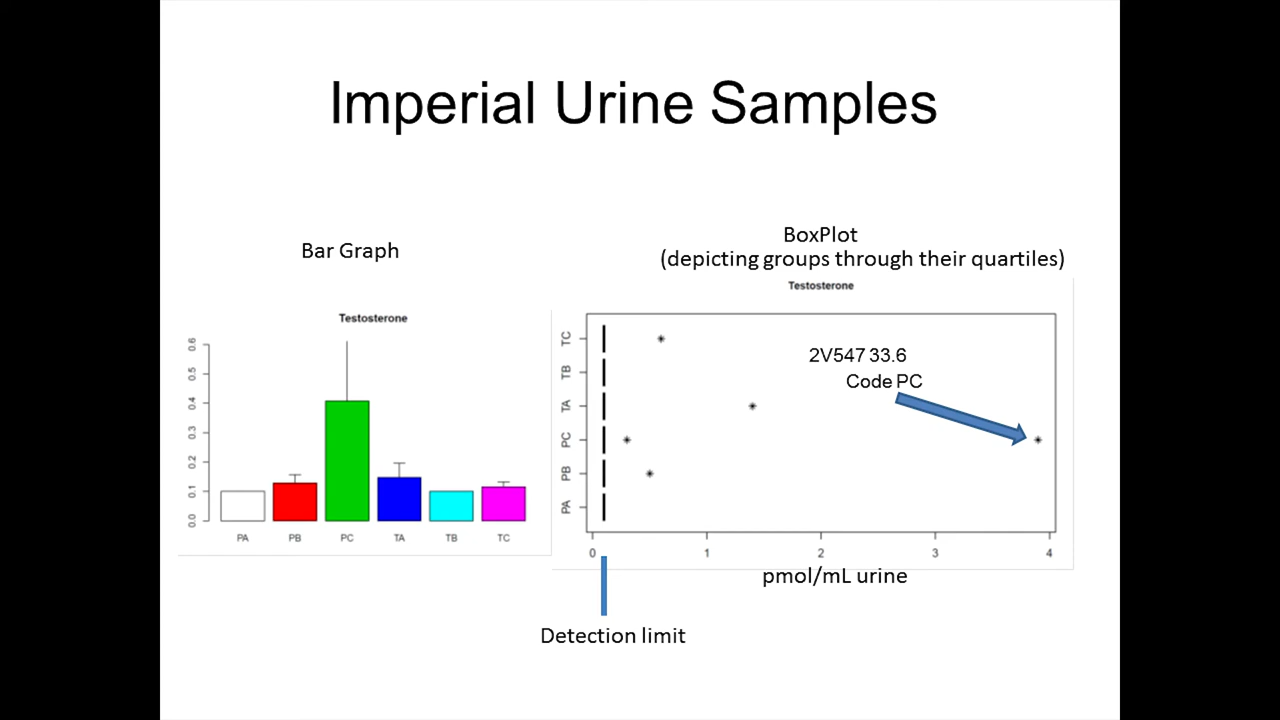 Imperial Urine Samples
Bar Graph
Testosterone
0.6
0.5
0.4
0.3
0.2
0.1
0.0
PA PB PC TA TB TC
BoxPlot
(depicting groups through their quartiles)
Testosterone
TC
TB
TA
PC
PB
PA
2V547 33.6
Code PC
0 1 2 3 4
pmol/mL urine
Detection limit